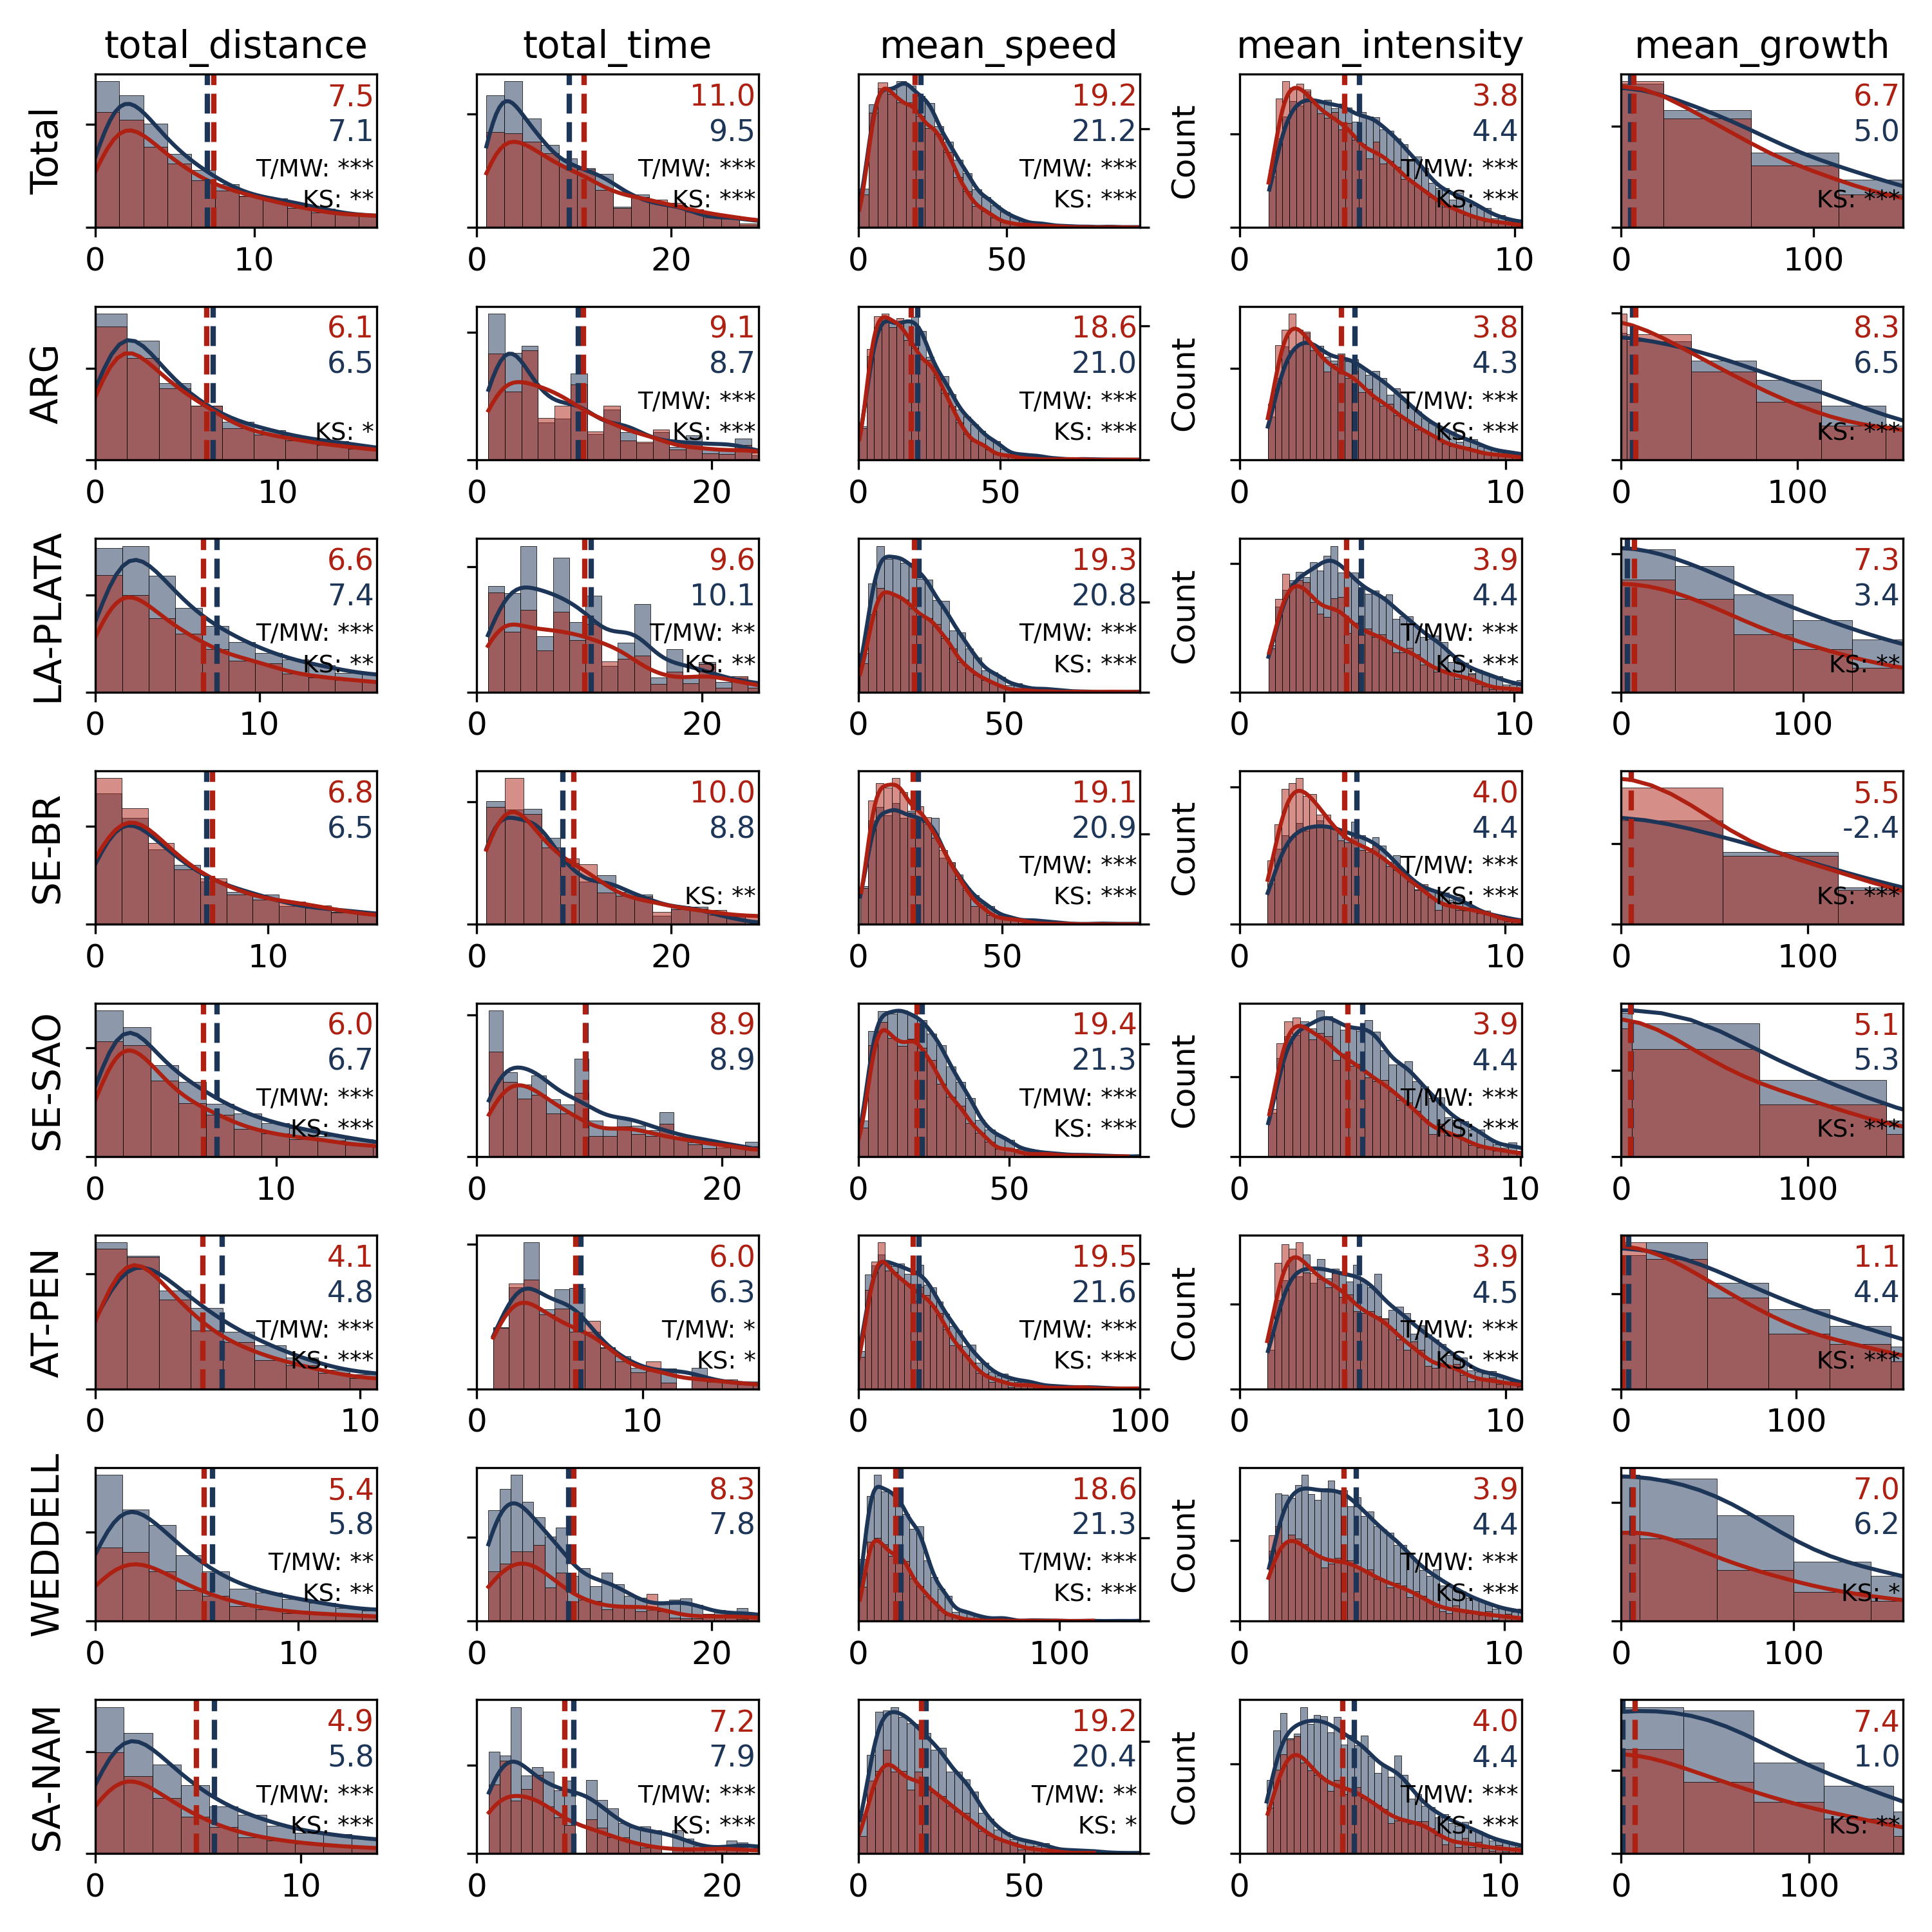 total_distance total_time mean_speed mean_intensity mean_growth
Total
7.5
7.1
T/MW: ***
KS: **
0 10
11.0
9.5
T/MW: ***
KS: ***
0 20
19.2
21.2
T/MW: ***
KS: ***
0 50
Count
3.8
4.4
T/MW: ***
KS: ***
0 10
6.7
5.0
KS: ***
0 100
ARG
6.1
6.5
KS: *
0 10
9.1
8.7
T/MW: ***
KS: ***
0 20
18.6
21.0
T/MW: ***
KS: ***
0 50
Count
3.8
4.3
T/MW: ***
KS: ***
0 10
8.3
6.5
KS: ***
0 100
LA-PLATA
6.6
7.4
T/MW: ***
KS: **
0 10
9.6
10.1
T/MW: **
KS: **
0 20
19.3
20.8
T/MW: ***
KS: ***
0 50
Count
3.9
4.4
T/MW: ***
KS: ***
0 10
7.3
3.4
KS: **
0 100
SE-BR
6.8
6.5
0 10
10.0
8.8
KS: **
0 20
19.1
20.9
T/MW: ***
KS: ***
0 50
Count
4.0
4.4
T/MW: ***
KS: ***
0 10
5.5
-2.4
KS: ***
0 100
SE-SAO
6.0
6.7
T/MW: ***
KS: ***
0 10
8.9
8.9
0 20
19.4
21.3
T/MW: ***
KS: ***
0 50
Count
3.9
4.4
T/MW: ***
KS: ***
0 10
5.1
5.3
KS: ***
0 100
AT-PEN
4.1
4.8
T/MW: ***
KS: ***
0 10
6.0
6.3
T/MW: *
KS: *
0 10
19.5
21.6
T/MW: ***
KS: ***
0 100
Count
3.9
4.5
T/MW: ***
KS: ***
0 10
1.1
4.4
KS: ***
0 100
WEDDELL
5.4
5.8
T/MW: **
KS: **
0 10
8.3
7.8
0 20
18.6
21.3
T/MW: ***
KS: ***
0 100
Count
3.9
4.4
T/MW: ***
KS: ***
0 10
7.0
6.2
KS: *
0 100
SA-NAM
4.9
5.8
T/MW: ***
KS: ***
0 10
7.2
7.9
T/MW: ***
KS: ***
0 20
19.2
20.4
T/MW: **
KS: *
0 50
Count
4.0
4.4
T/MW: ***
KS: ***
0 10
7.4
1.0
KS: **
0 100